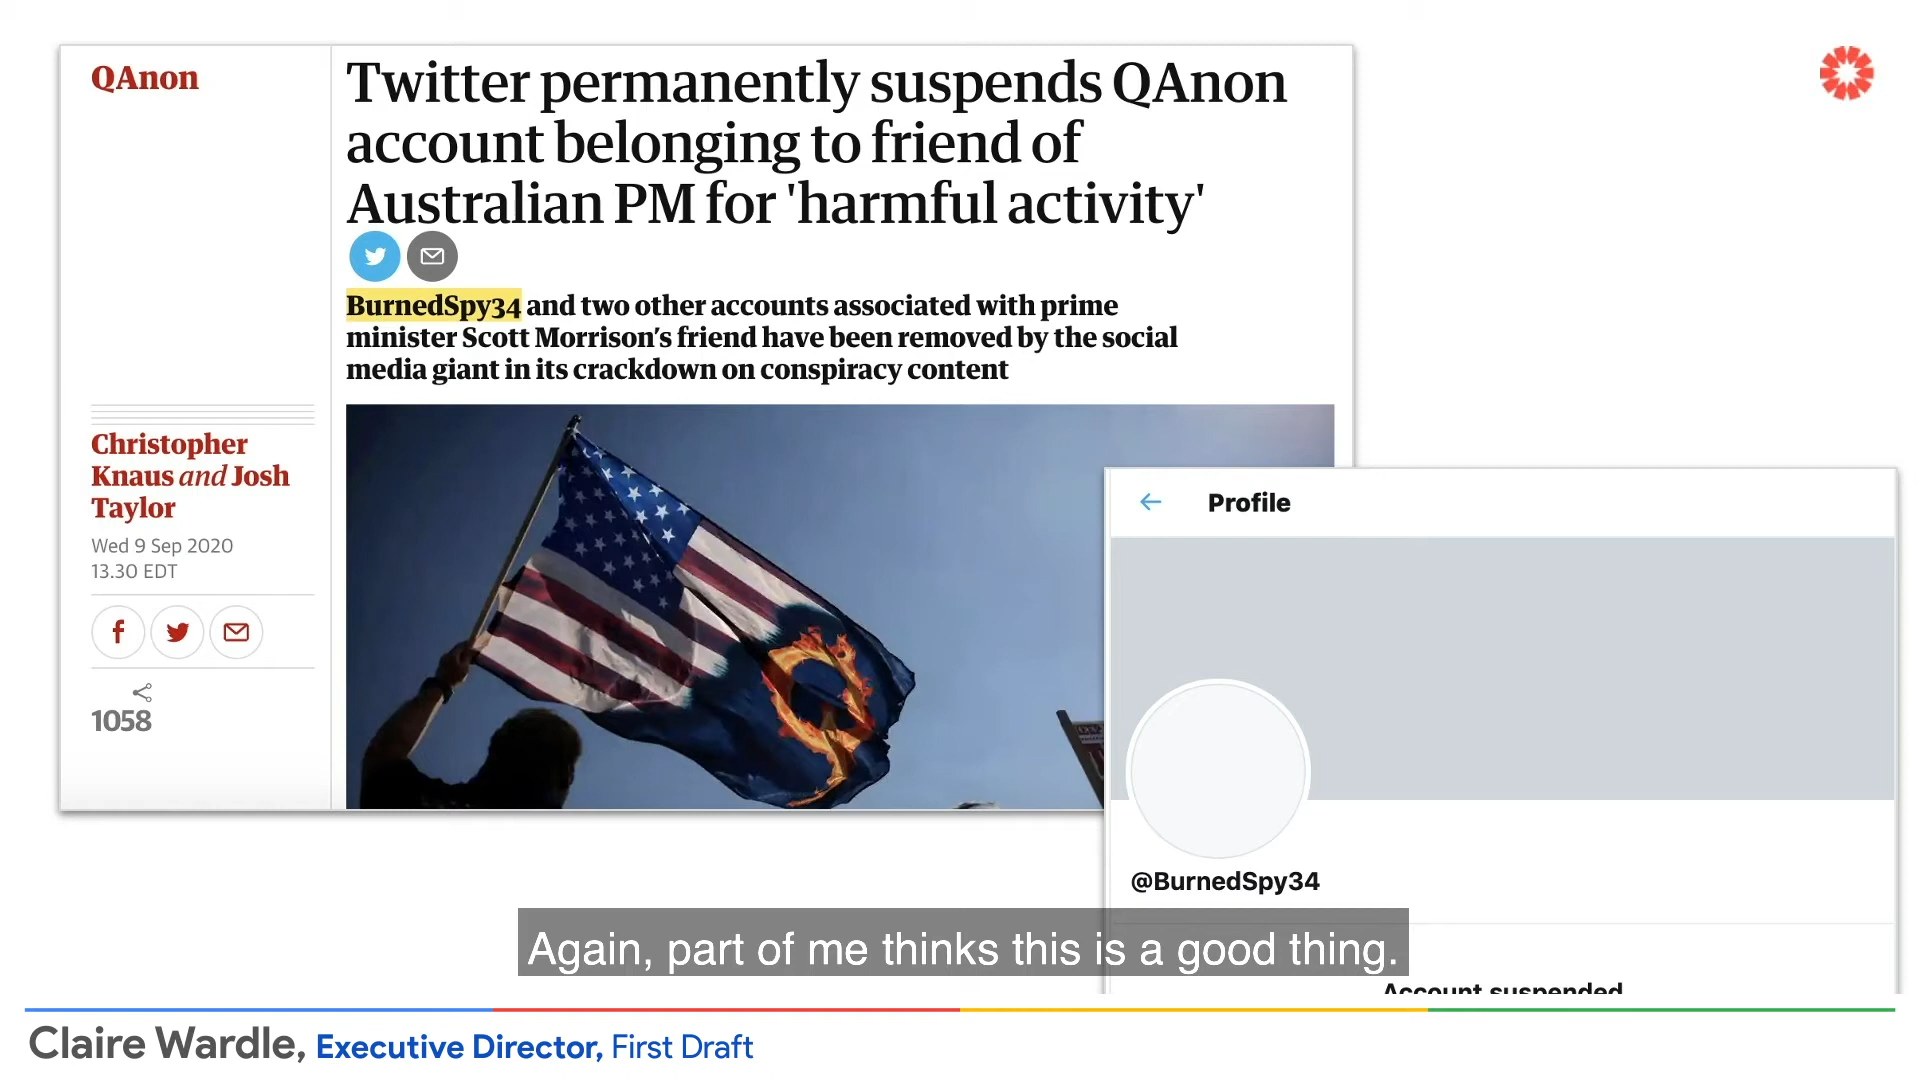 QAnon
Twitter permanently suspends QAnon
account belonging to friend of
Australian PM for 'harmful activity'
BurnedSpy34 and two other accounts associated with prime
minister Scott Morrison’s friend have been removed by the social
media giant in its crackdown on conspiracy content
Christopher
Knaus and Josh
Taylor
Wed 9 Sep 2020
13.30 EDT
1058
Profile
@BurnedSpy34
Account suspended
Again, part of me thinks this is a good thing.
Claire Wardle, Executive Director, First Draft